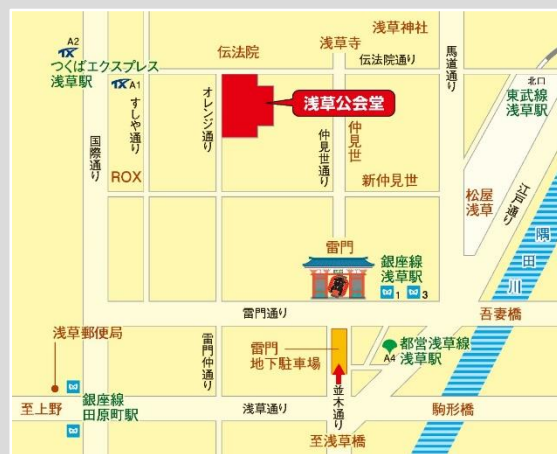 浅草神社
A2
つくばエクスプレス
浅草駅
A1
伝法院
浅草寺
伝法院通り
馬道通り
北口
東武線
浅草駅
浅草公会堂
国際通り
すしや通り
オレンジ通り
仲見世通り
仲見世
ROX
新仲見世
松屋
浅草
江戸通り
隅田川
雷門
銀座線
浅草駅
1
3
雷門通り
吾妻橋
浅草郵便局
雷門仲通り
雷門
地下駐車場
都営浅草線
浅草駅
A4
銀座線
田原町駅
至上野
浅草通り
並木通り
駒形橋
至浅草橋